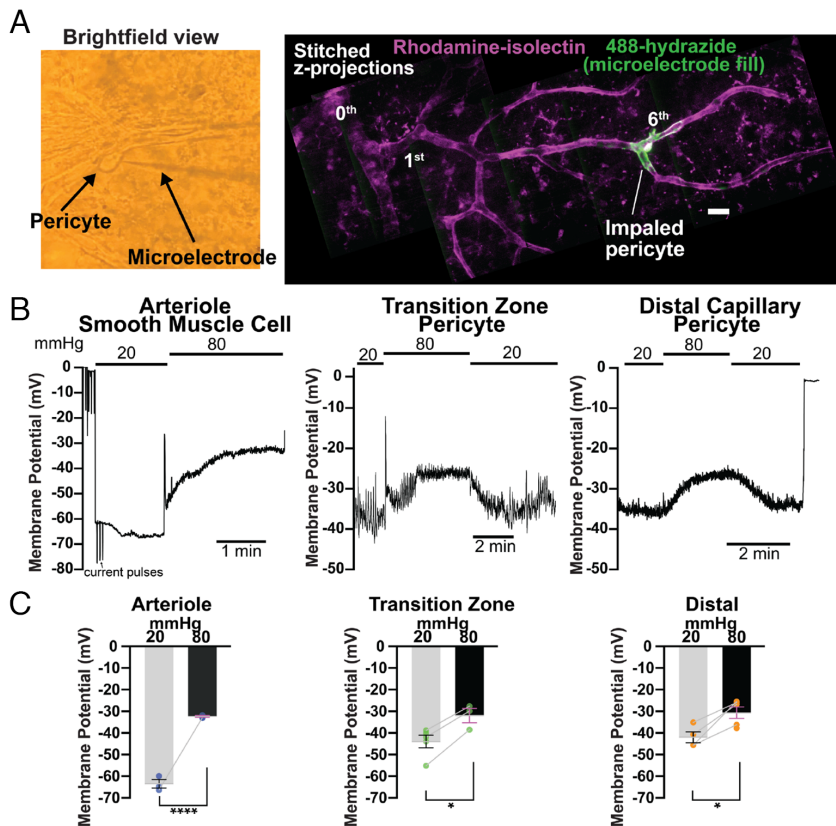 A
Brightfield view
Pericyte
Microelectrode
Stitched
z-projections
Rhodamine-isolectin
488-hydrazide
(microelectrode fill)
0th
1st
6th
Impaled
pericyte
B
Arteriole
Smooth Muscle Cell
mmHg
20
80
Membrane Potential (mV)
0
-10
-20
-30
-40
-50
-60
-70
-80
current pulses
1 min
Transition Zone
Pericyte
20
80
20
Membrane Potential (mV)
0
-10
-20
-30
-40
-50
2 min
Distal Capillary
Pericyte
20
80
20
Membrane Potential (mV)
0
-10
-20
-30
-40
-50
2 min
C
Arteriole
mmHg
20 80
Membrane Potential (mV)
0
-10
-20
-30
-40
-50
-60
-70
****
Transition Zone
mmHg
20 80
Membrane Potential (mV)
0
-10
-20
-30
-40
-50
-60
-70
*
Distal
mmHg
20 80
Membrane Potential (mV)
0
-10
-20
-30
-40
-50
-60
-70
*